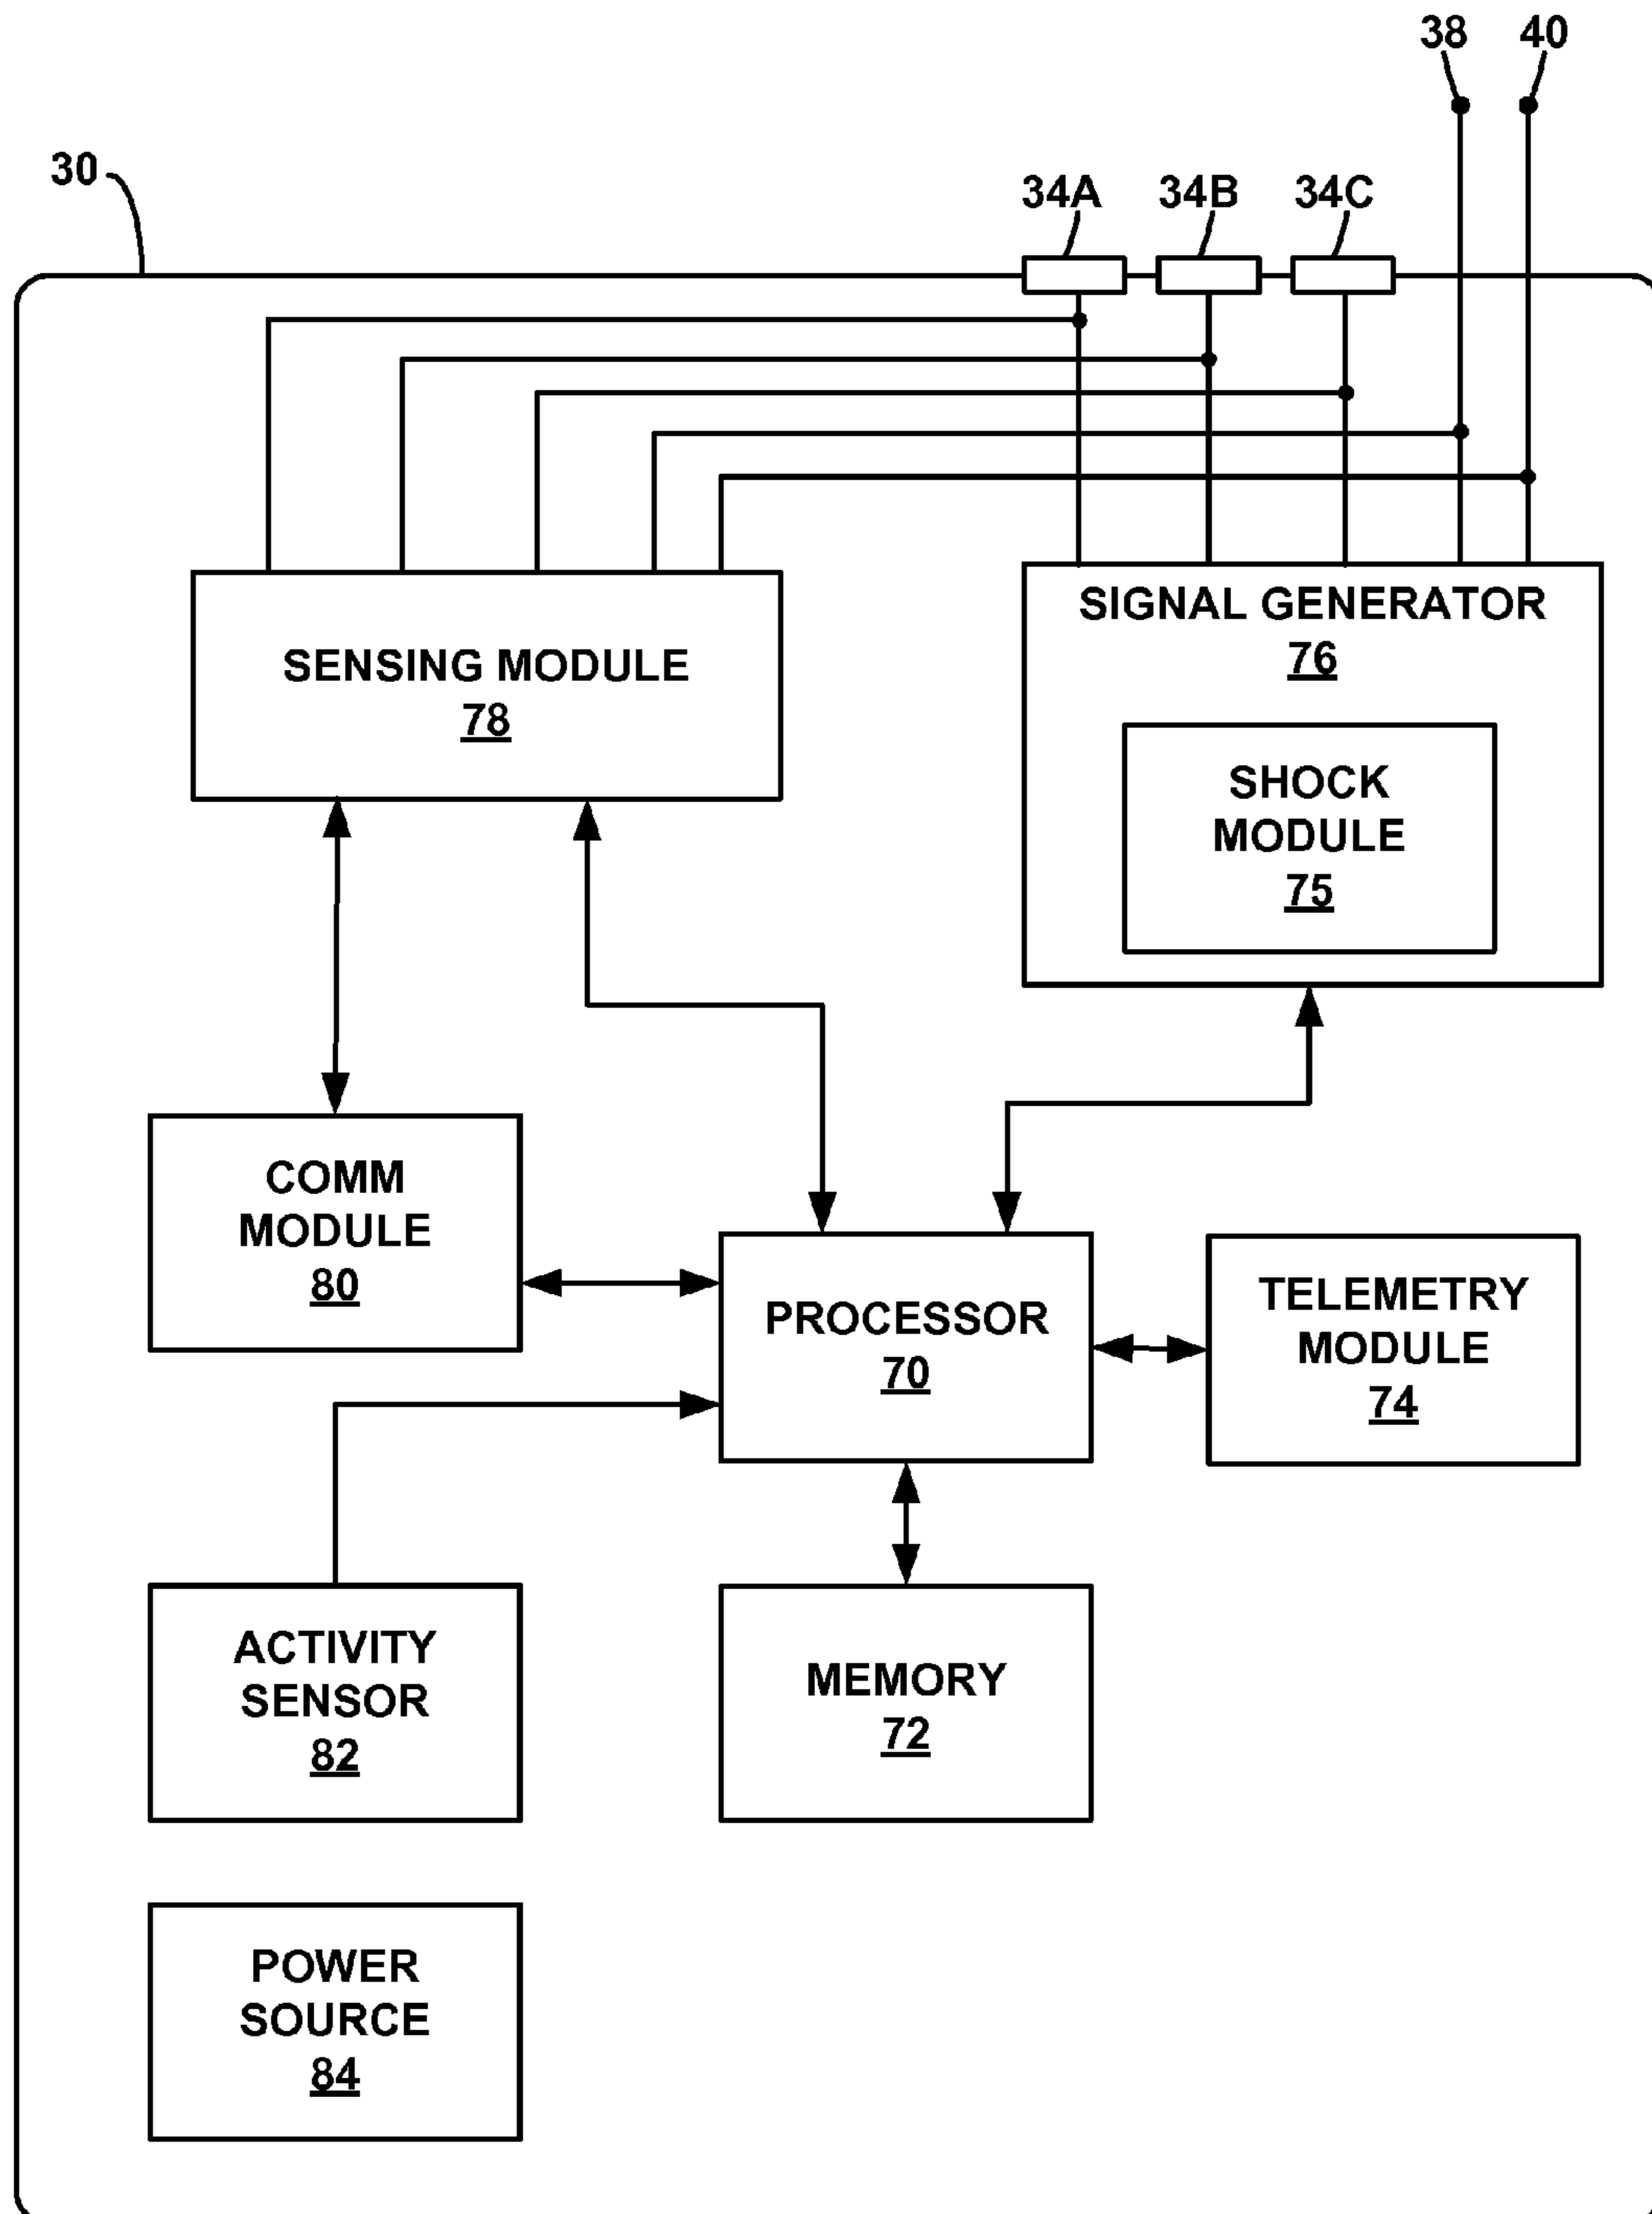 38 40
30
34A 34B 34C
SIGNAL GENERATOR
76
SENSING MODULE
78
SHOCK
MODULE
75
COMM
MODULE
80
PROCESSOR
70
TELEMETRY
MODULE
74
ACTIVITY
SENSOR
82
MEMORY
72
POWER
SOURCE
84